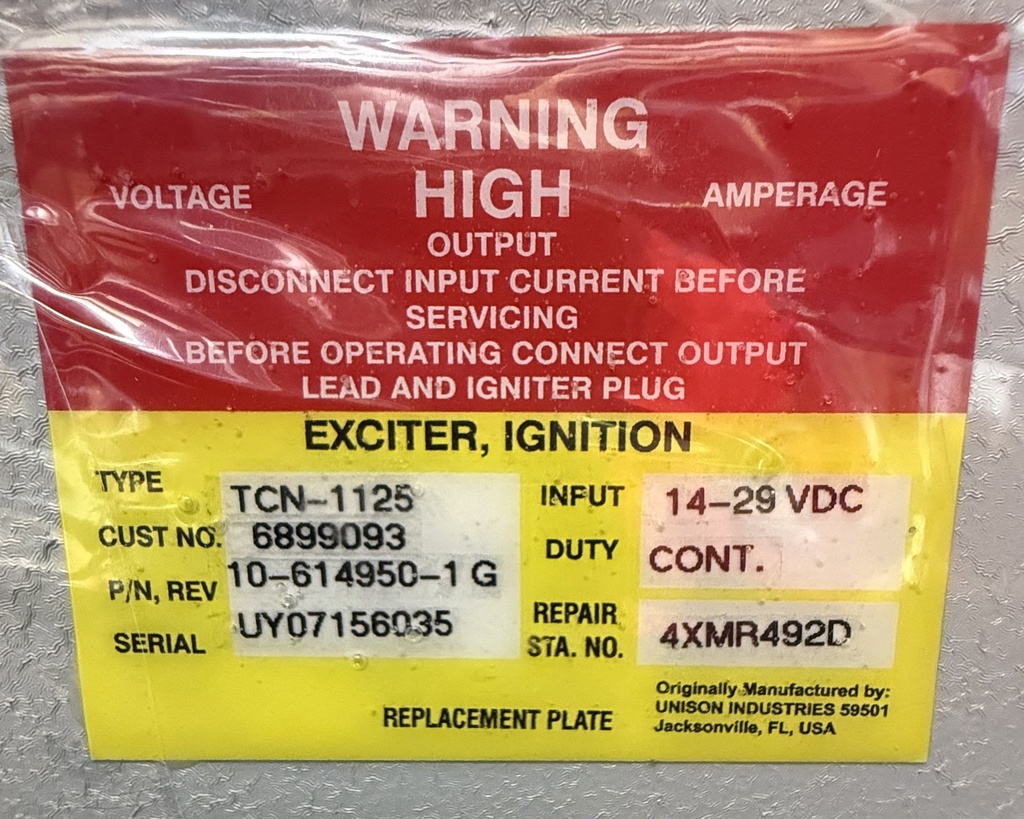 WARNING
VOLTAGE HIGH AMPERAGE
OUTPUT
DISCONNECT INPUT CURRENT BEFORE
SERVICING
BEFORE OPERATING CONNECT OUTPUT
LEAD AND IGNITER PLUG
EXCITER, IGNITION
TYPE TCN-1125 INPUT 14-29 VDC
CUST NO. 6899093 DUTY CONT.
P/N, REV 10-614950-1 G
SERIAL UY07156035 REPAIR STA. NO. 4XMR492D
REPLACEMENT PLATE
Originally Manufactured by:
UNISON INDUSTRIES 59501
Jacksonville, FL, USA